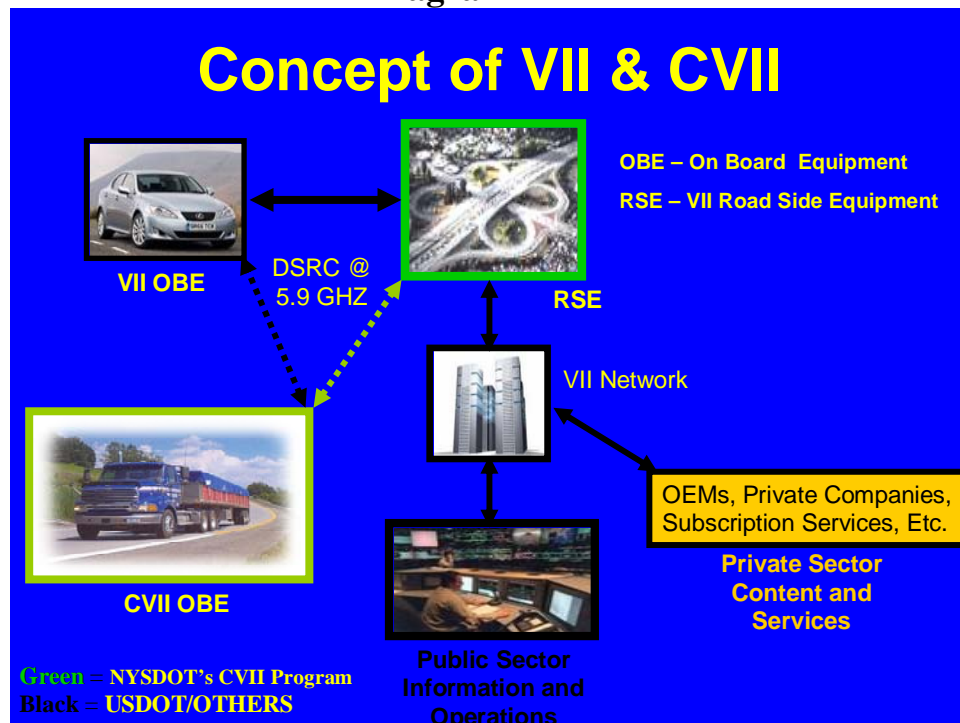 Concept of VII & CVII
OBE – On Board Equipment
RSE – VII Road Side Equipment
VII OBE
DSRC @
5.9 GHZ
RSE
VII Network
CVII OBE
OEMs, Private Companies,
Subscription Services, Etc.
Private Sector
Content and
Services
Public Sector
Information and
Operations
Green = NYSDOT's CVII Program
Black = USDOT/OTHERS